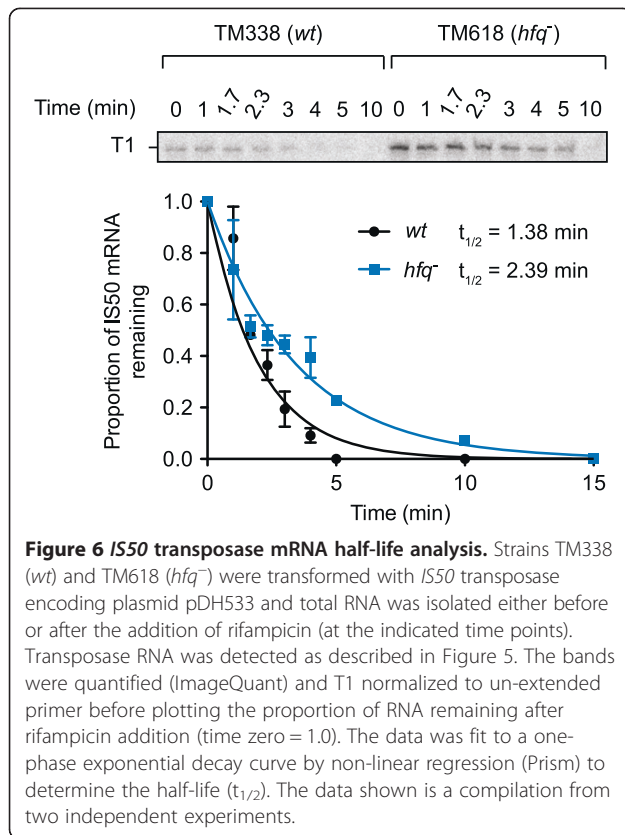 TM338 (wt) TM618 (hfq⁻)
Time (min) 0 1 1.7 2.3 3 4 5 10 0 1 1.7 2.3 3 4 5 10
T1
Proportion of IS50 mRNA
remaining
1.0
0.8
0.6
0.4
0.2
0.0
wt t1/2 = 1.38 min
hfq⁻ t1/2 = 2.39 min
0 5 10 15
Time (min)
Figure 6 IS50 transposase mRNA half-life analysis. Strains TM338
(wt) and TM618 (hfq⁻) were transformed with IS50 transposase
encoding plasmid pDH533 and total RNA was isolated either before
or after the addition of rifampicin (at the indicated time points).
Transposase RNA was detected as described in Figure 5. The bands
were quantified (ImageQuant) and T1 normalized to un-extended
primer before plotting the proportion of RNA remaining after
rifampicin addition (time zero = 1.0). The data was fit to a one-
phase exponential decay curve by non-linear regression (Prism) to
determine the half-life (t1/2). The data shown is a compilation from
two independent experiments.